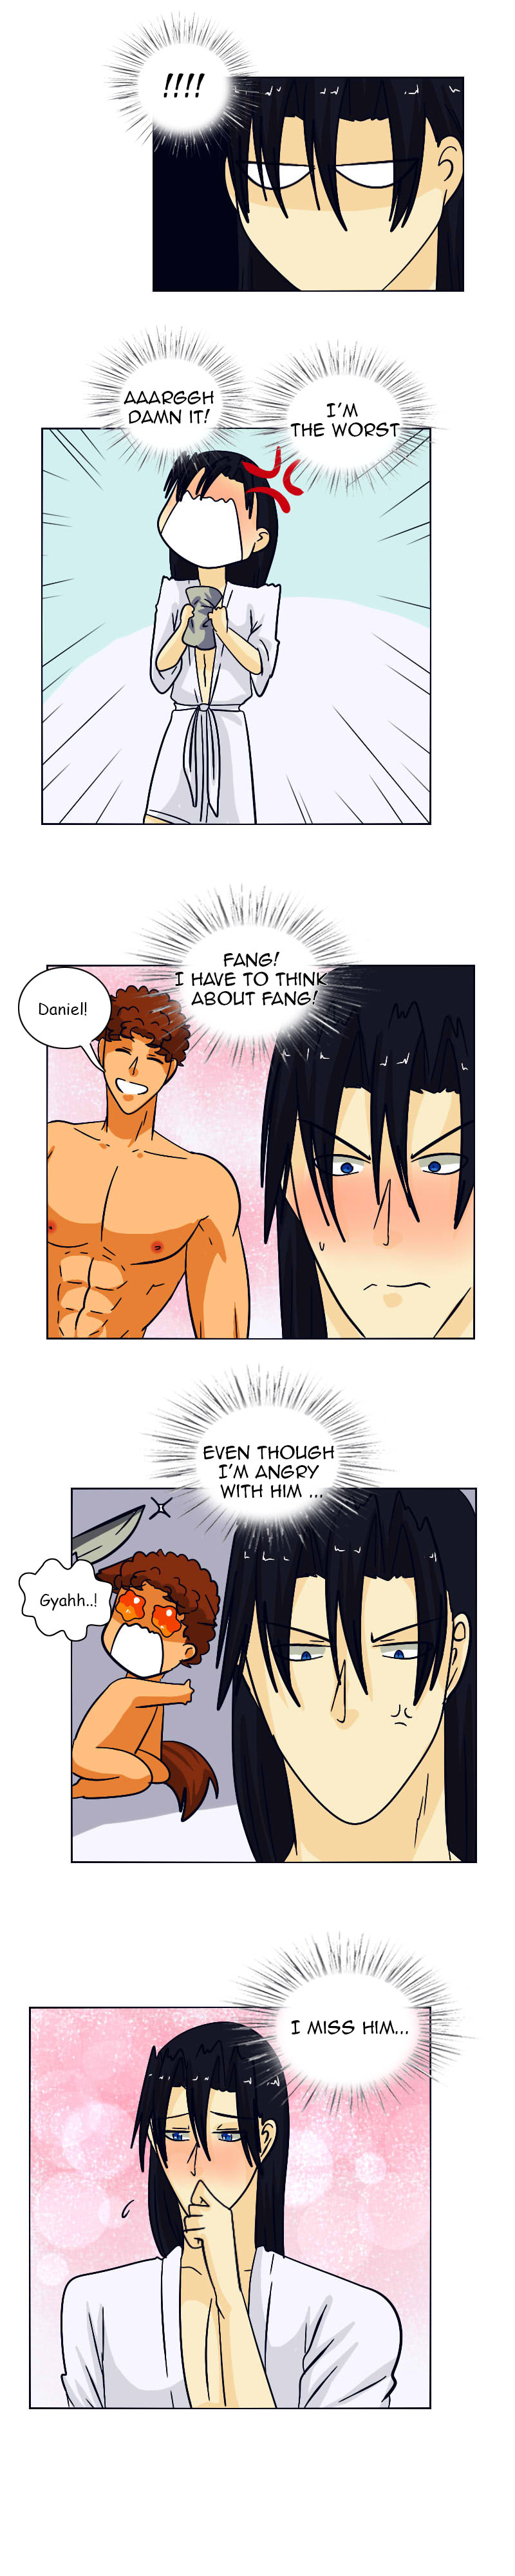 !!!!
AAARGGH
DAMN IT!
I'M
THE WORST
FANG!
I HAVE TO THINK
ABOUT FANG!
Daniel!
EVEN THOUGH
I'M ANGRY
WITH HIM ...
Gyahh..!
I MISS HIM...